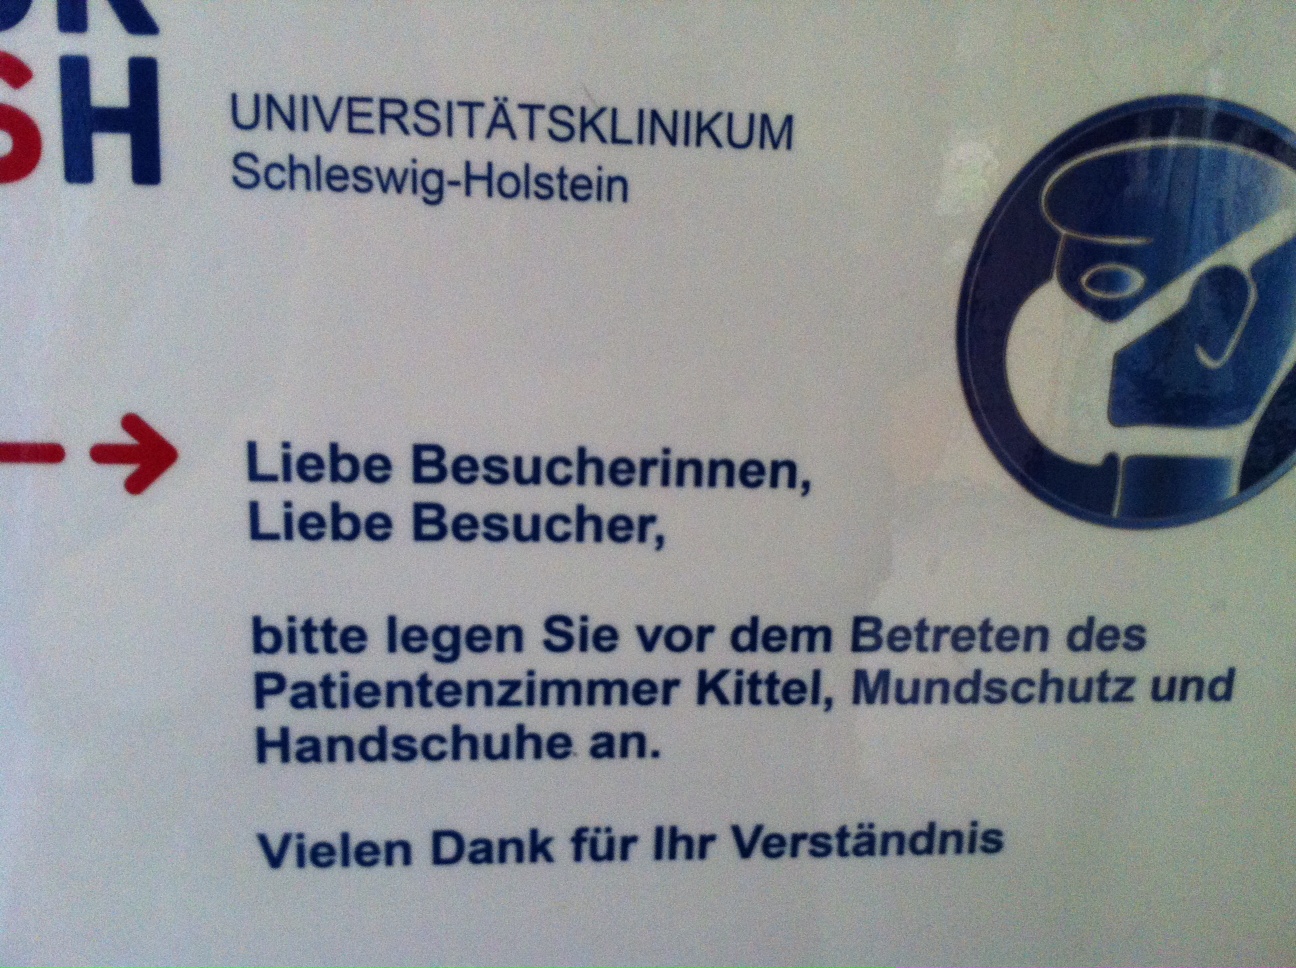 SH
UNIVERSITÄTSKLINIKUM
Schleswig-Holstein
Liebe Besucherinnen,
Liebe Besucher,
bitte legen Sie vor dem Betreten des
Patientenzimmer Kittel, Mundschutz und
Handschuhe an.
Vielen Dank für Ihr Verständnis